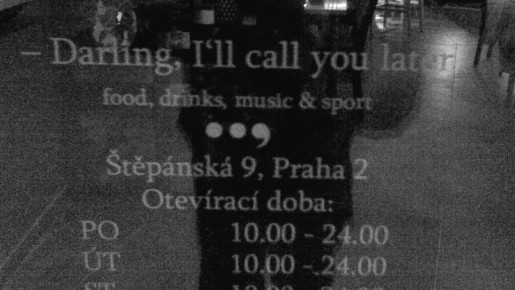 – Darling, I'll call you later
food, drinks, music & sport
Štěpánská 9, Praha 2
Otevírací doba:
PO 10.00 - 24.00
ÚT 10.00 - 24.00